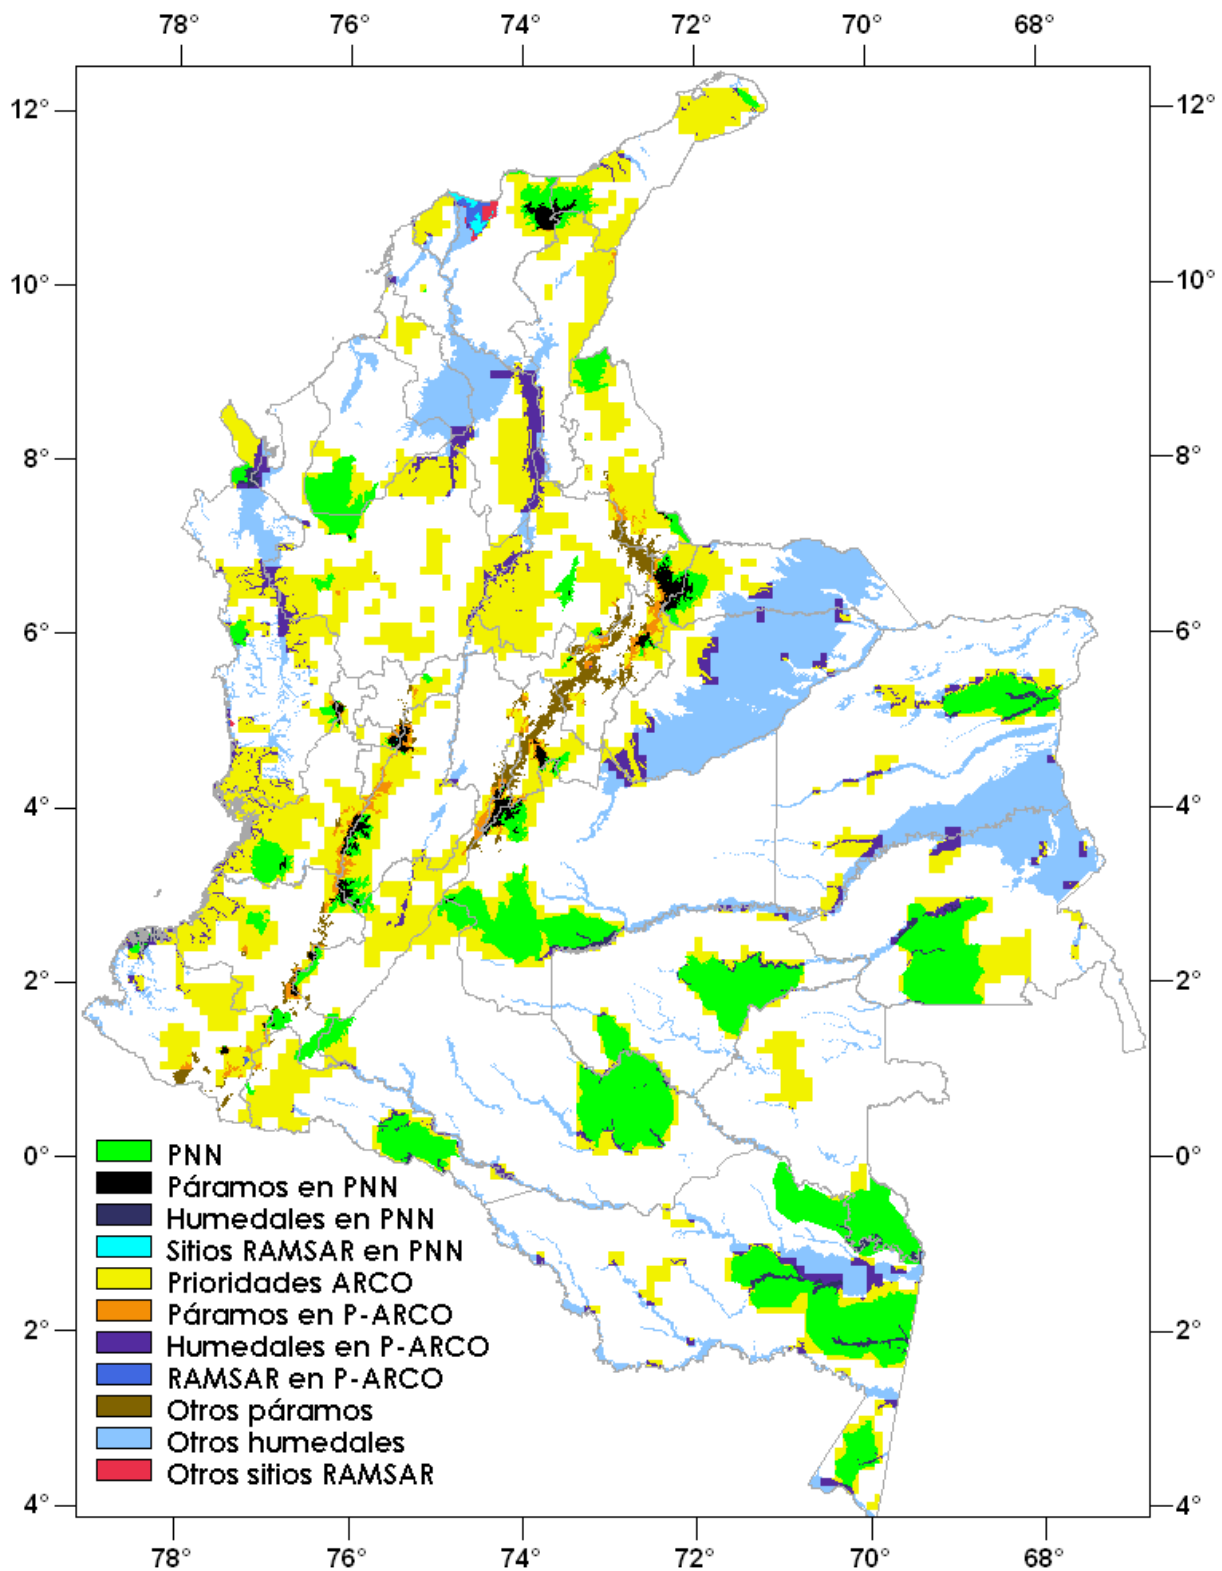 78° 76° 74° 72° 70° 68°
12° 12°
10° 10°
8° 8°
6° 6°
4° 4°
2° 2°
0° 0°
2° 2°
4° 4°
PNN
Páramos en PNN
Humedales en PNN
Sitios RAMSAR en PNN
Prioridades ARCO
Páramos en P-ARCO
Humedales en P-ARCO
RAMSAR en P-ARCO
Otros páramos
Otros humedales
Otros sitios RAMSAR
78° 76° 74° 72° 70° 68°